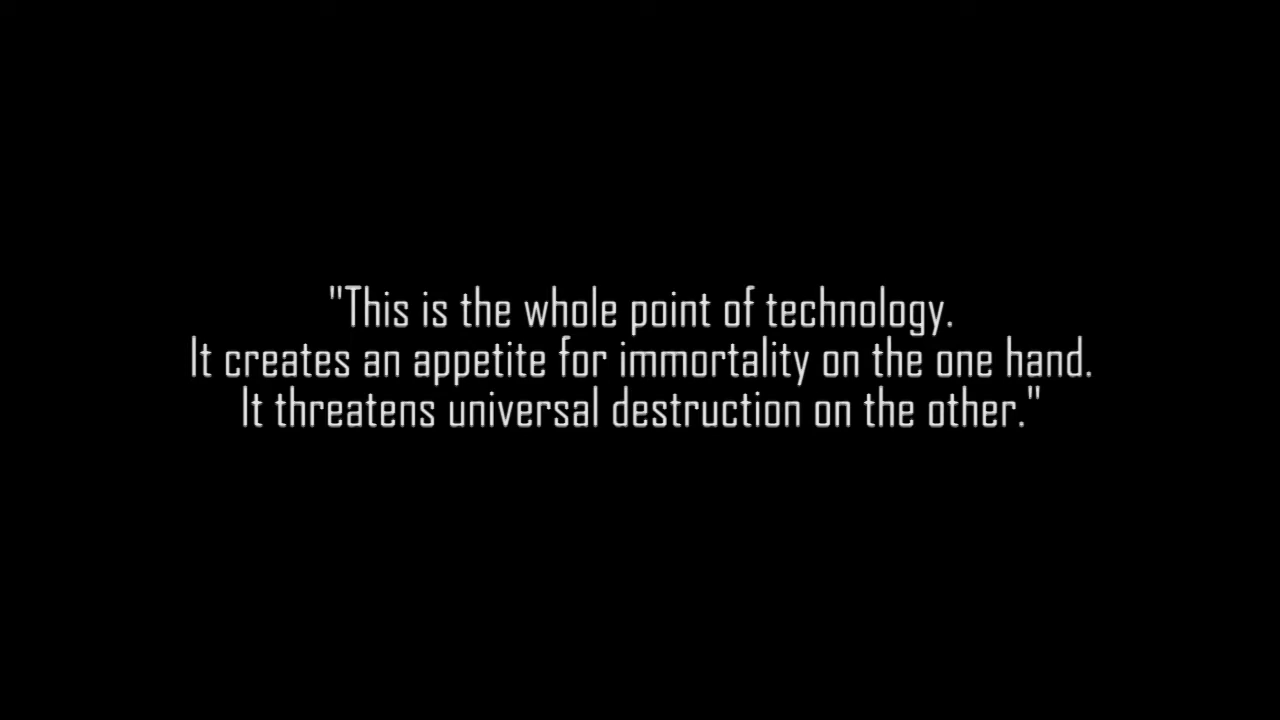 "This is the whole point of technology.
It creates an appetite for immortality on the one hand.
It threatens universal destruction on the other."